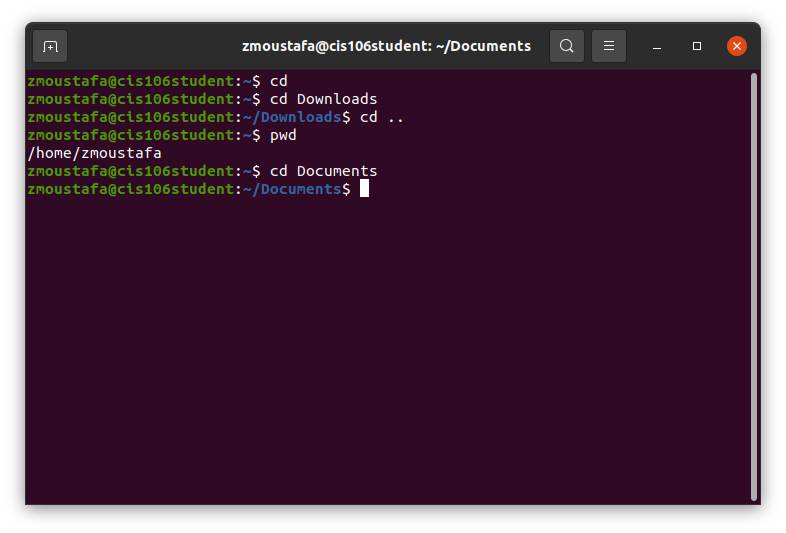 zmoustafa@cis106student: ~/Documents
zmoustafa@cis106student:~$ cd
zmoustafa@cis106student:~$ cd Downloads
zmoustafa@cis106student:~/Downloads$ cd ..
zmoustafa@cis106student:~$ pwd
/home/zmoustafa
zmoustafa@cis106student:~$ cd Documents
zmoustafa@cis106student:~/Documents$